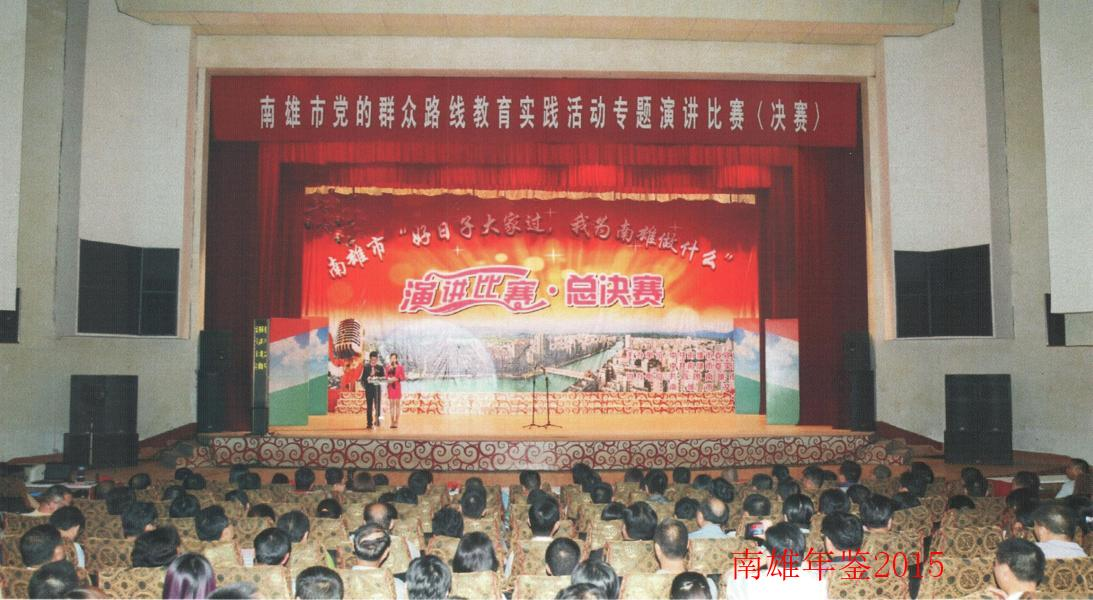 南雄市党的群众路线教育实践活动专题演讲比赛（决赛）
南雄市“好日子大家过，我为南雄做什么”
演讲比赛·总决赛
南雄年鉴2015